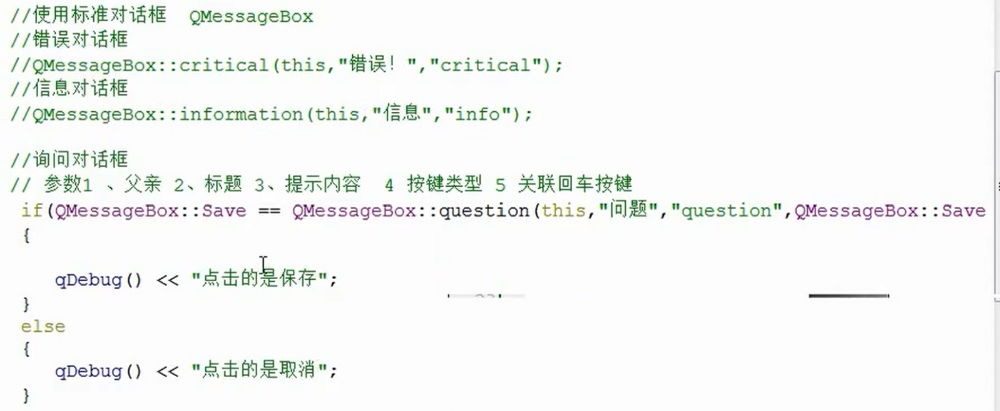 //使用标准对话框  QMessageBox
//错误对话框
//QMessageBox::critical(this,"错误！","critical");
//信息对话框
//QMessageBox::information(this,"信息","info");
//询问对话框
// 参数1 、父亲 2、标题 3、提示内容  4 按键类型 5 关联回车按键
if(QMessageBox::Save == QMessageBox::question(this,"问题","question",QMessageBox::Save
{
qDebug() << "点击的是保存";
}
else
{
qDebug() << "点击的是取消";
}